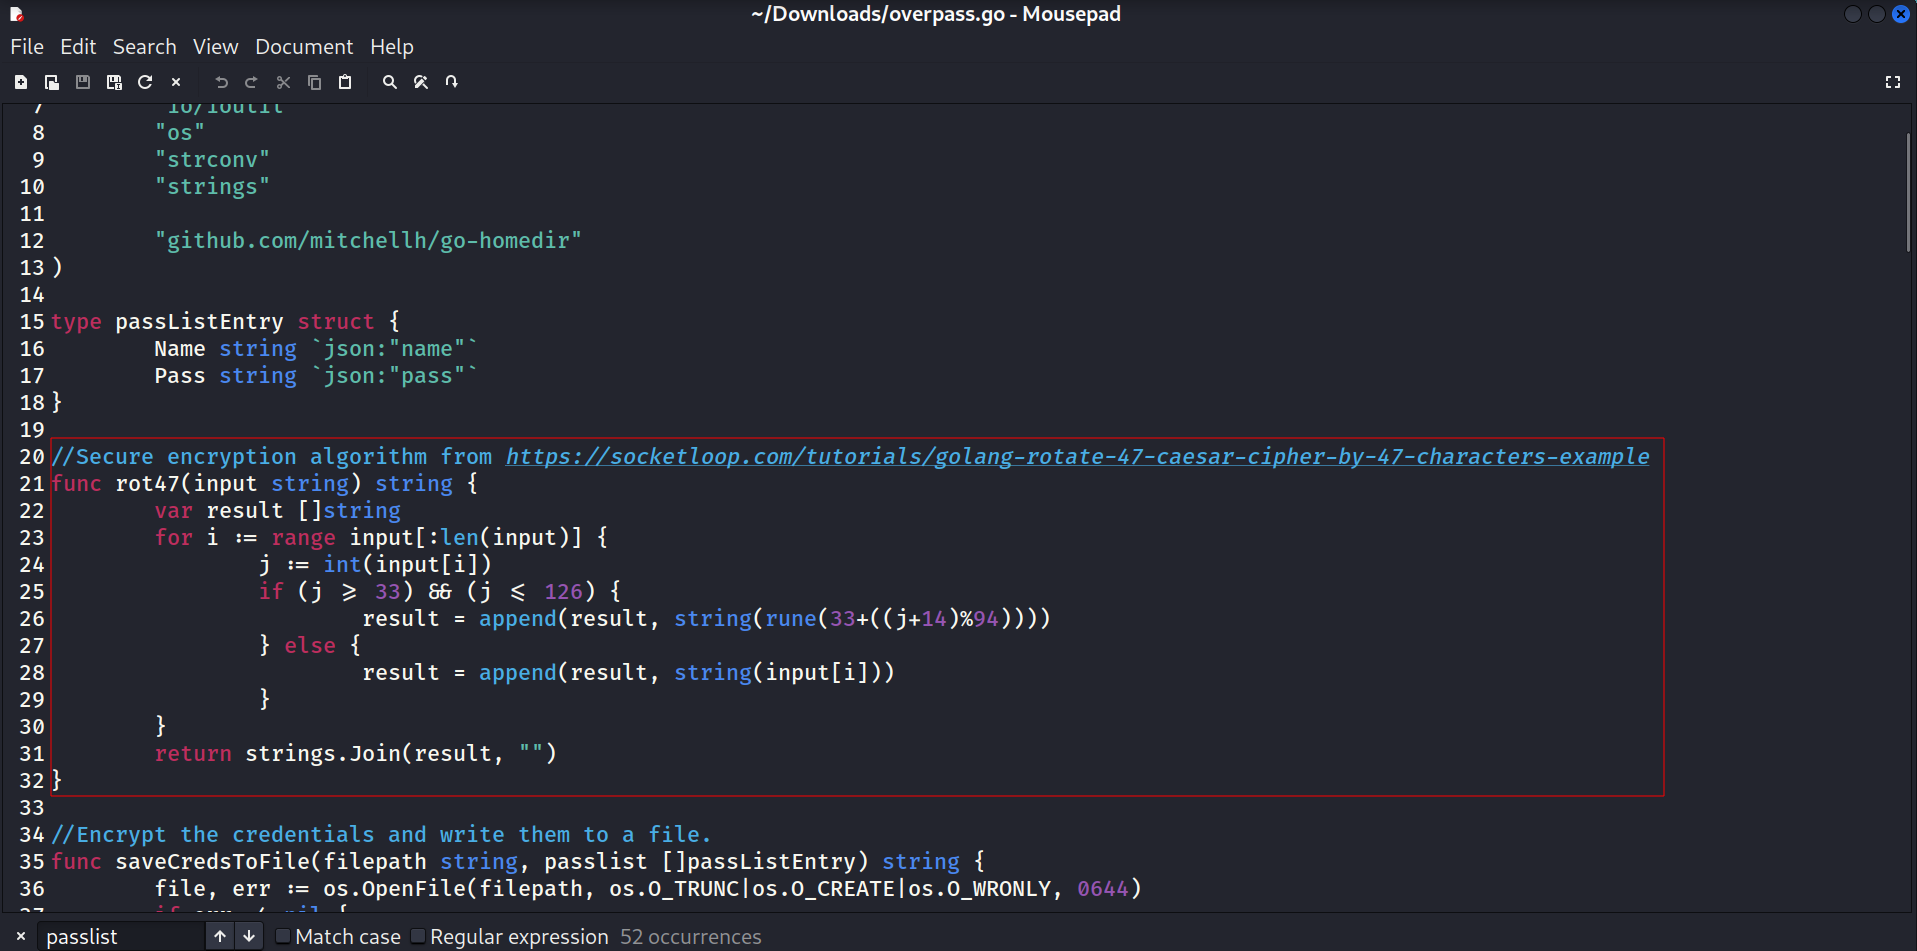 ~/Downloads/overpass.go - Mousepad
File Edit Search View Document Help
7 "io/ioutil"
8 "os"
9 "strconv"
10 "strings"
11
12 "github.com/mitchellh/go-homedir"
13 )
14
15 type passListEntry struct {
16 Name string `json:"name"`
17 Pass string `json:"pass"`
18 }
19
20 //Secure encryption algorithm from https://socketloop.com/tutorials/golang-rotate-47-caesar-cipher-by-47-characters-example
21 func rot47(input string) string {
22 var result []string
23 for i := range input[:len(input)] {
24 j := int(input[i])
25 if (j >= 33) && (j <= 126) {
26 result = append(result, string(rune(33+((j+14)%94))))
27 } else {
28 result = append(result, string(input[i]))
29 }
30 }
31 return strings.Join(result, "")
32 }
33
34 //Encrypt the credentials and write them to a file.
35 func saveCredsToFile(filepath string, passlist []passListEntry) string {
36 file, err := os.OpenFile(filepath, os.O_TRUNC|os.O_CREATE|os.O_WRONLY, 0644)
passlist Match case Regular expression 52 occurrences